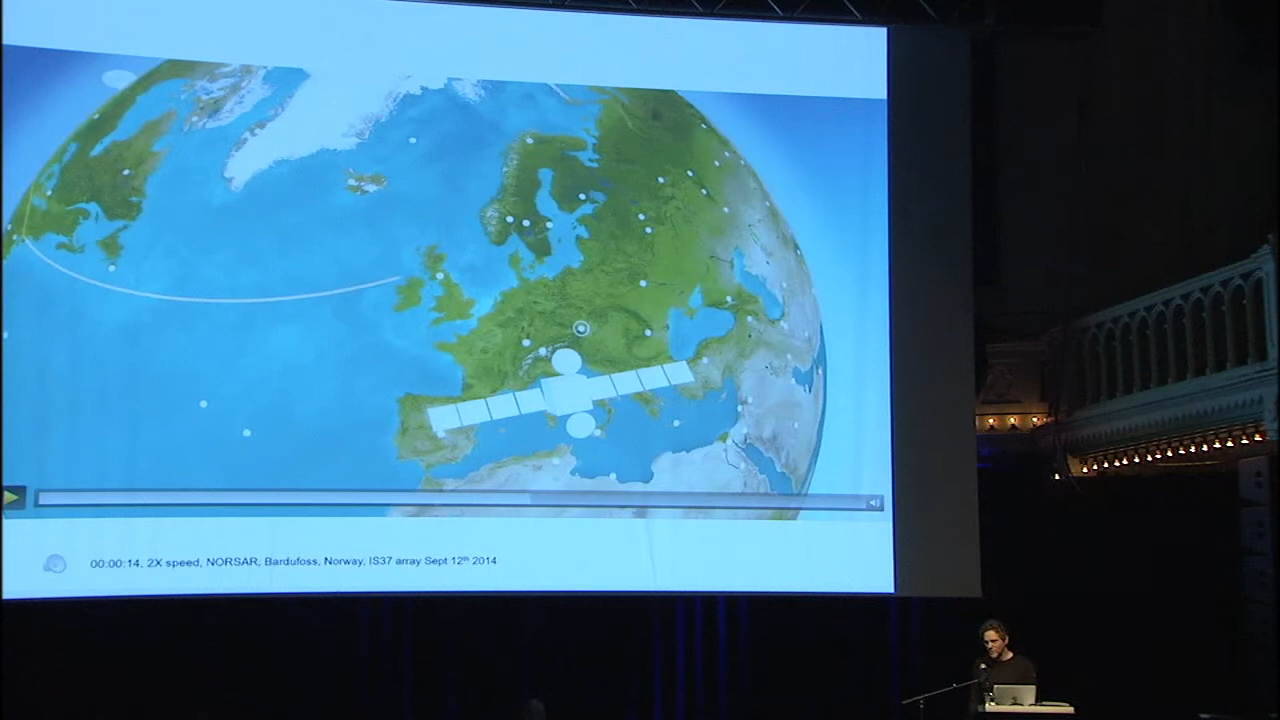 00:00:14, 2X speed, NORSAR, Bardufoss, Norway, IS37 array Sept 12th 2014